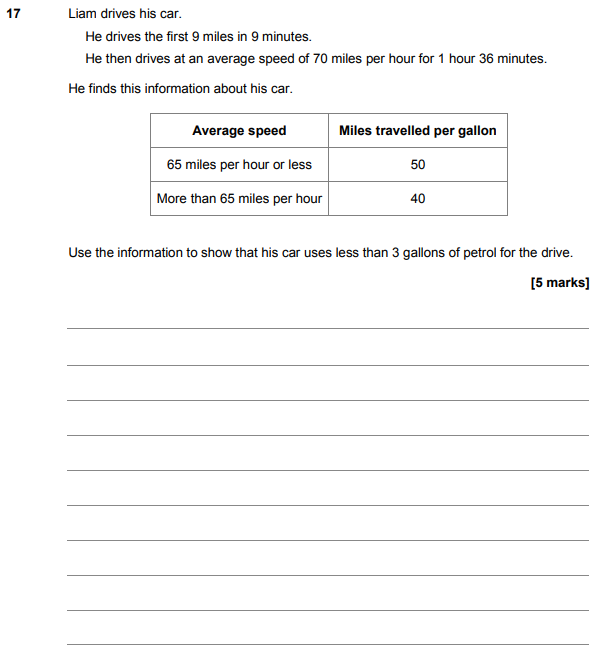 17 Liam drives his car.
He drives the first 9 miles in 9 minutes.
He then drives at an average speed of 70 miles per hour for 1 hour 36 minutes.
He finds this information about his car.
Average speed Miles travelled per gallon
65 miles per hour or less 50
More than 65 miles per hour 40
Use the information to show that his car uses less than 3 gallons of petrol for the drive.
[5 marks]